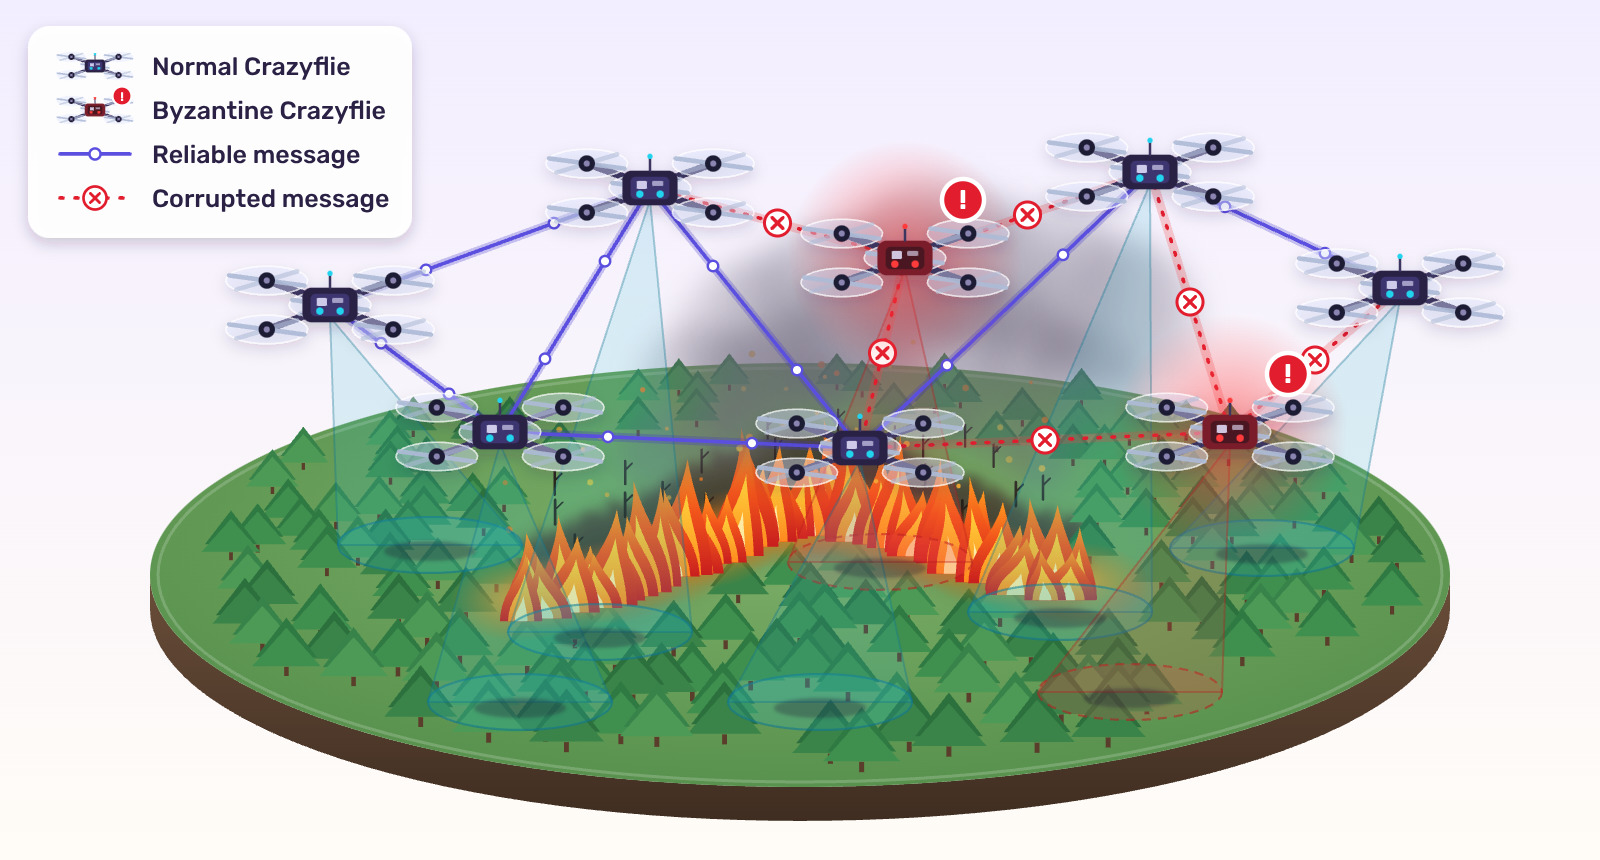 Normal Crazyflie
Byzantine Crazyflie
Reliable message
Corrupted message